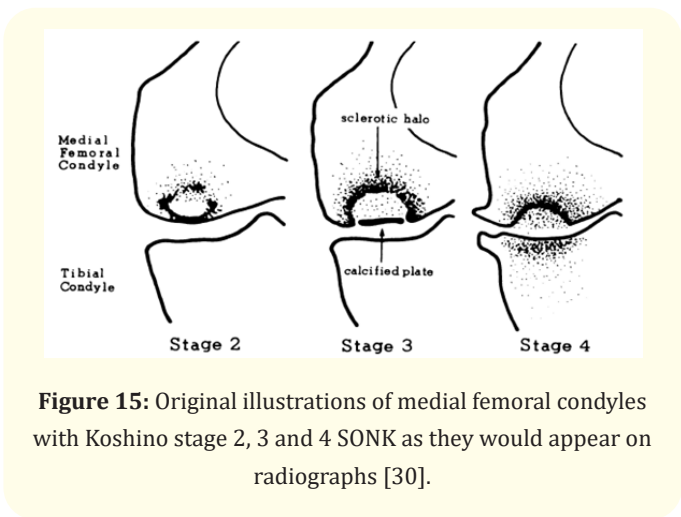 Medial
Femoral
Condyle
Tibial
Condyle
sclerotic halo
calcified plate
Stage 2
Stage 3
Stage 4
Figure 15: Original illustrations of medial femoral condyles
with Koshino stage 2, 3 and 4 SONK as they would appear on
radiographs [30].